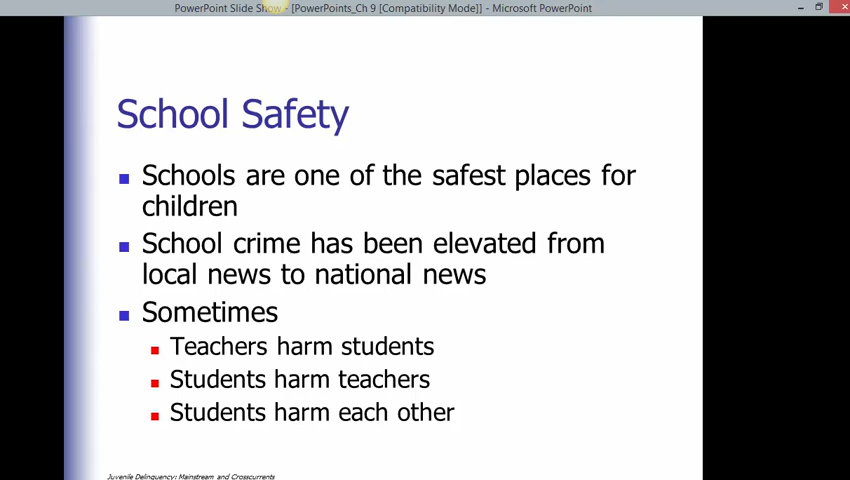 PowerPoint Slide Show - [PowerPoints_Ch 9 [Compatibility Mode]] - Microsoft PowerPoint
School Safety
Schools are one of the safest places for
children
School crime has been elevated from
local news to national news
Sometimes
Teachers harm students
Students harm teachers
Students harm each other
Juvenile Delinquency: Mainstream and Crosscurrents